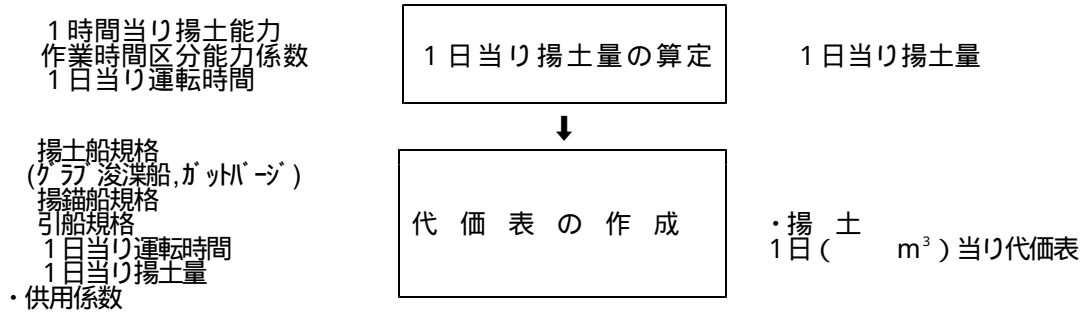 1時間当り揚土能力
作業時間区分能力係数
1日当り運転時間
1日当り揚土量の算定
1日当り揚土量
⬇
揚土船規格
(グラブ浚渫船,ガットバージ)
揚錨船規格
引船規格
1日当り運転時間
1日当り揚土量
・供用係数
代 価 表 の 作 成
・揚 土
1日( m³)当り代価表